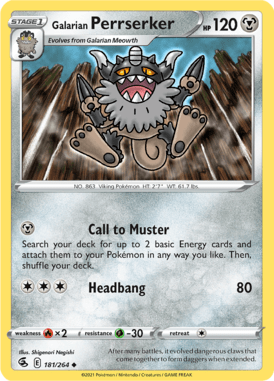 STAGE 1 Galarian Perrserker HP 120
Evolves from Galarian Meowth
NO. 863 Viking Pokémon HT: 2'7" WT: 61.7 lbs.
Call to Muster
Search your deck for up to 2 basic Energy cards and
attach them to your Pokémon in any way you like. Then,
shuffle your deck.
Headbang 80
weakness ×2 resistance -30 retreat
Illus. Shigenori Negishi
E 181/264
After many battles, it evolved dangerous claws that
come together to form daggers when extended.
©2021 Pokémon / Nintendo / Creatures / GAME FREAK